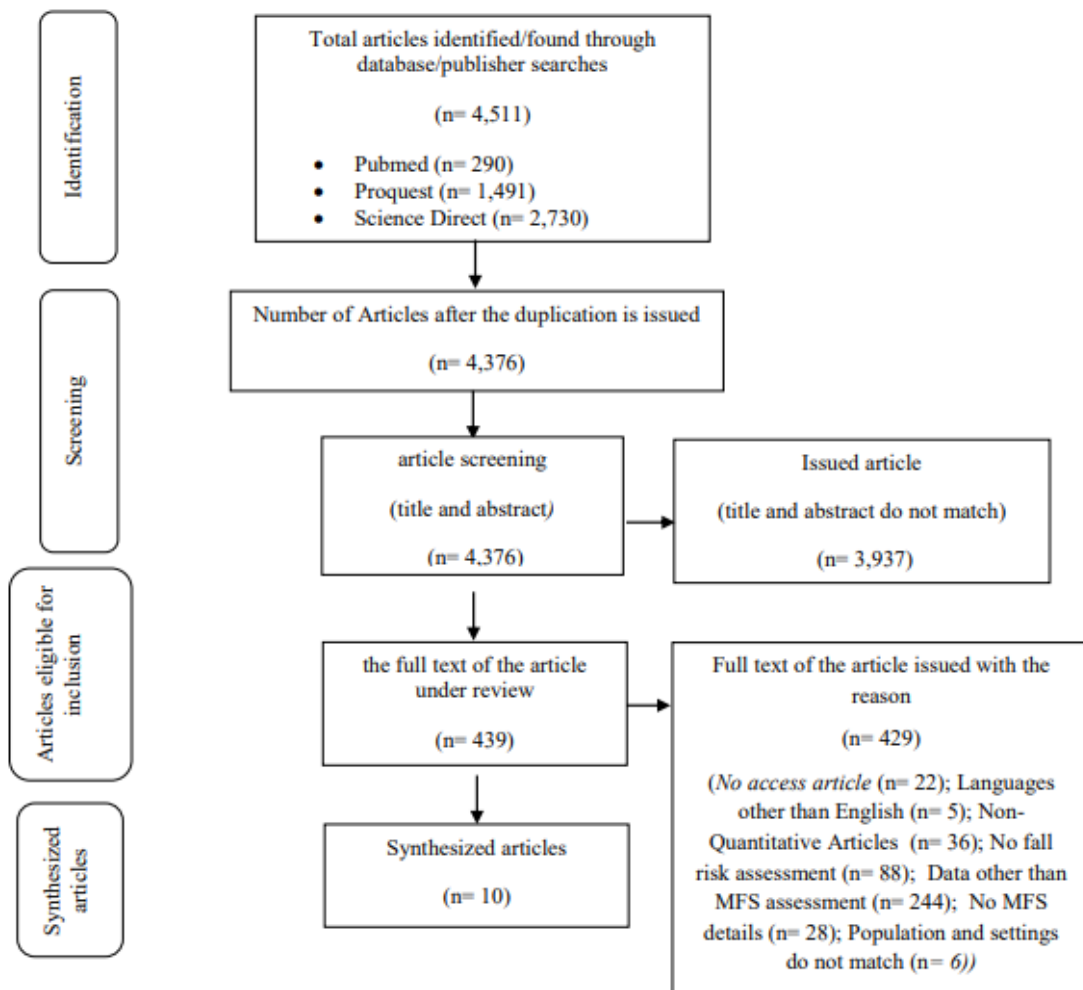 Identification
Total articles identified/found through
database/publisher searches
(n= 4,511)
• Pubmed (n= 290)
• Proquest (n= 1,491)
• Science Direct (n= 2,730)
Screening
Number of Articles after the duplication is issued
(n= 4,376)
article screening
(title and abstract)
(n= 4,376)
Issued article
(title and abstract do not match)
(n= 3,937)
Articles eligible for
inclusion
the full text of the article
under review
(n= 439)
Full text of the article issued with the
reason
(n= 429)
(No access article (n= 22); Languages
other than English (n= 5); Non-
Quantitative Articles (n= 36); No fall
risk assessment (n= 88); Data other than
MFS assessment (n= 244); No MFS
details (n= 28); Population and settings
do not match (n= 6))
Synthesized
articles
Synthesized articles
(n= 10)